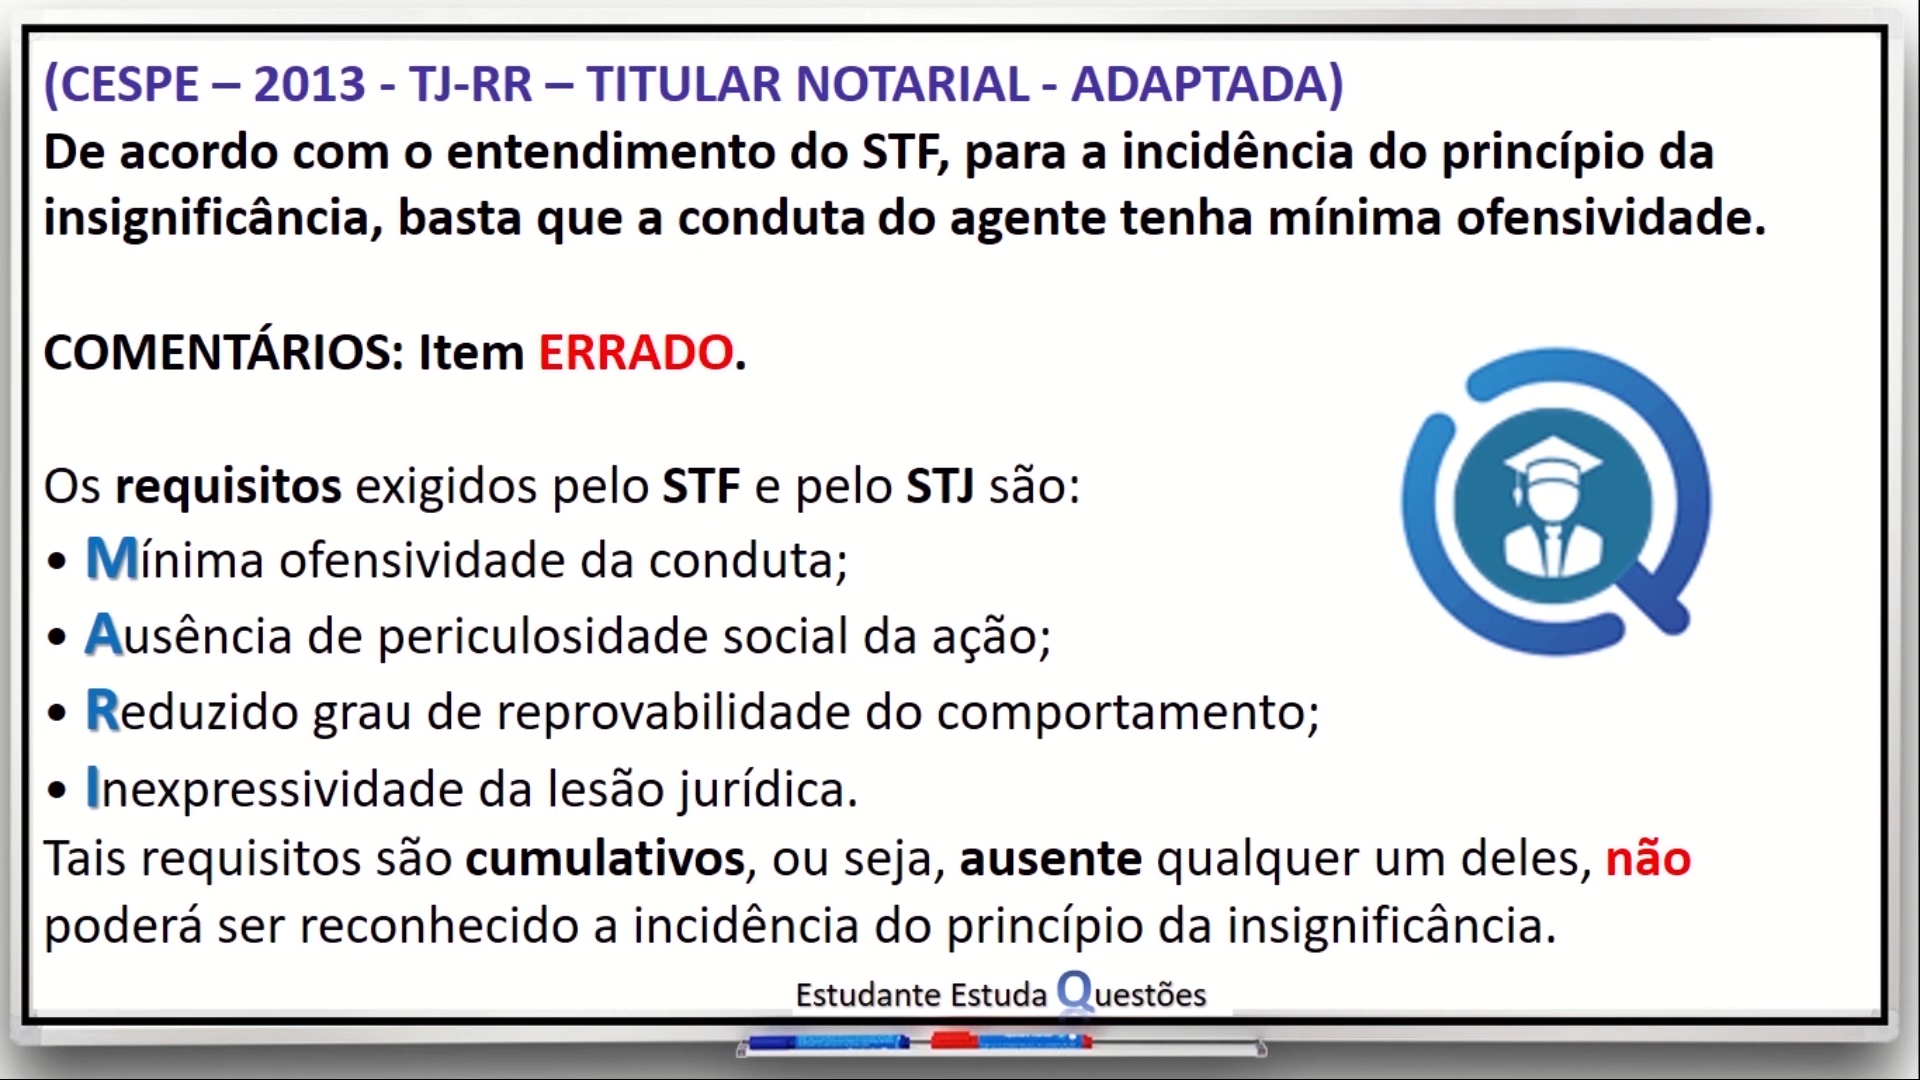 (CESPE – 2013 - TJ-RR – TITULAR NOTARIAL - ADAPTADA)
De acordo com o entendimento do STF, para a incidência do princípio da
insignificância, basta que a conduta do agente tenha mínima ofensividade.
COMENTÁRIOS: Item ERRADO.
Os requisitos exigidos pelo STF e pelo STJ são:
• Mínima ofensividade da conduta;
• Ausência de periculosidade social da ação;
• Reduzido grau de reprovabilidade do comportamento;
• Inexpressividade da lesão jurídica.
Tais requisitos são cumulativos, ou seja, ausente qualquer um deles, não
poderá ser reconhecido a incidência do princípio da insignificância.
Estudante Estuda Questões